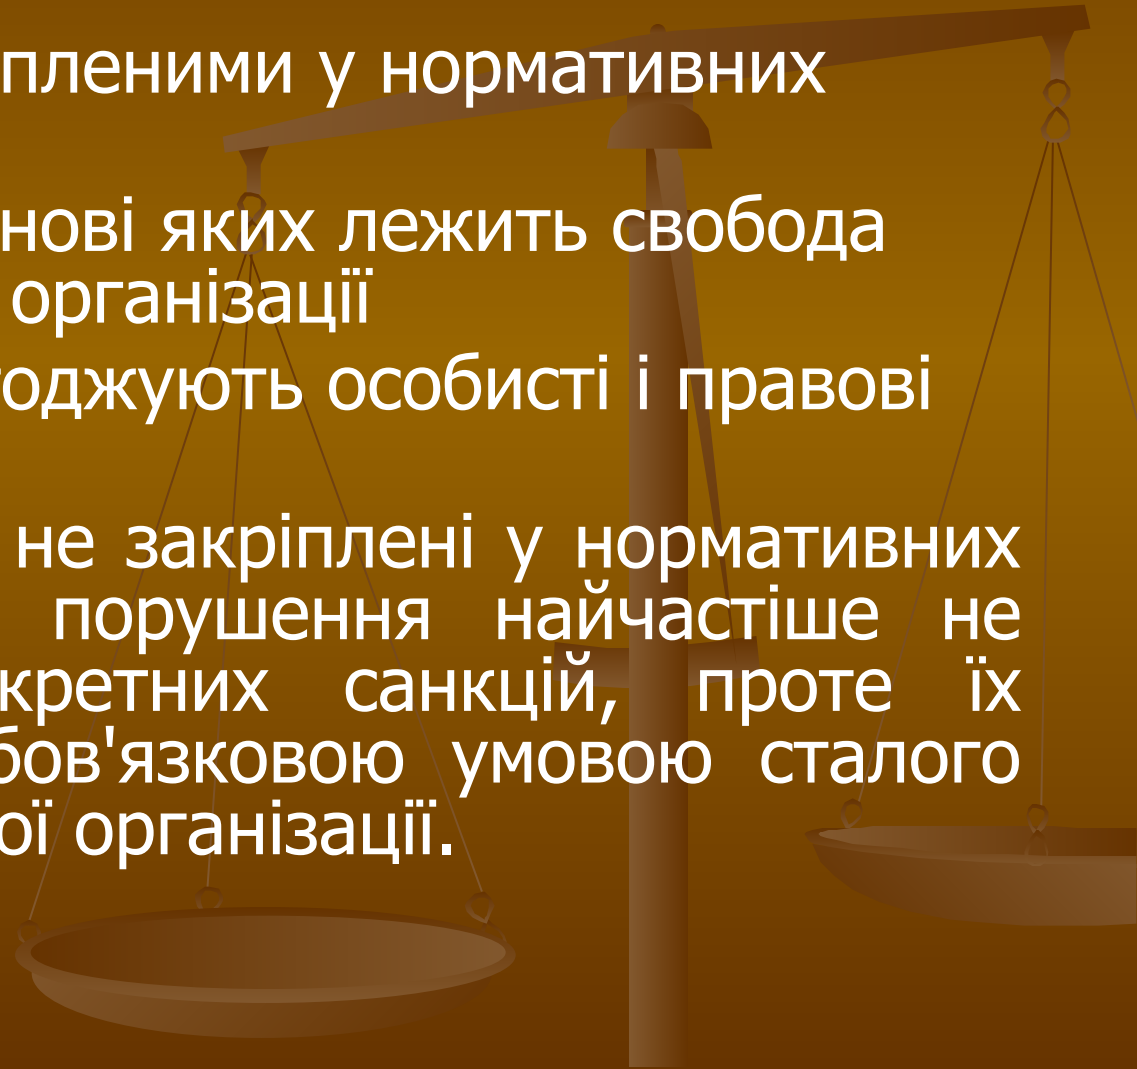 пленими у нормативних
нові яких лежить свобода
організації
годжують особисті і правові
не закріплені у нормативних
порушення найчастіше не
кретних санкцій, проте їх
бов'язковою умовою сталого
ої організації.